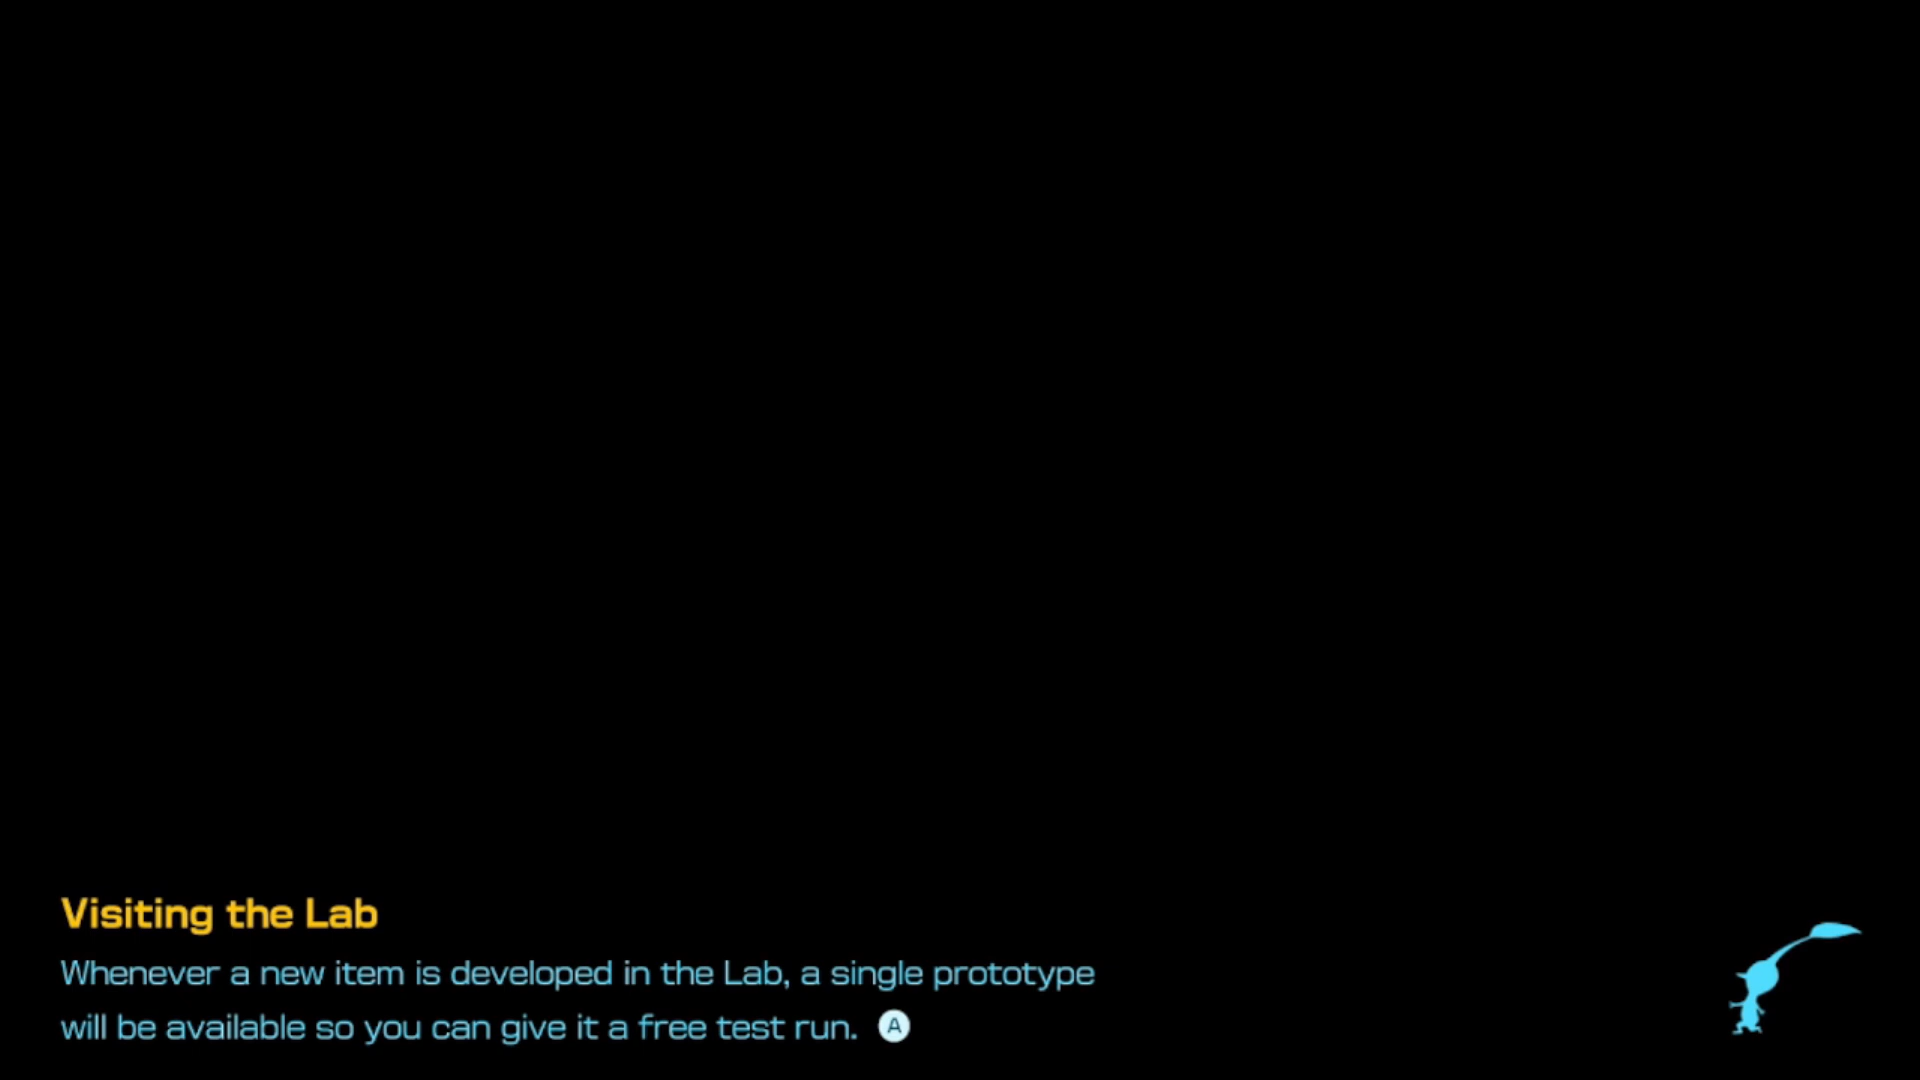 Visiting the Lab
Whenever a new item is developed in the Lab, a single prototype
will be available so you can give it a free test run. A